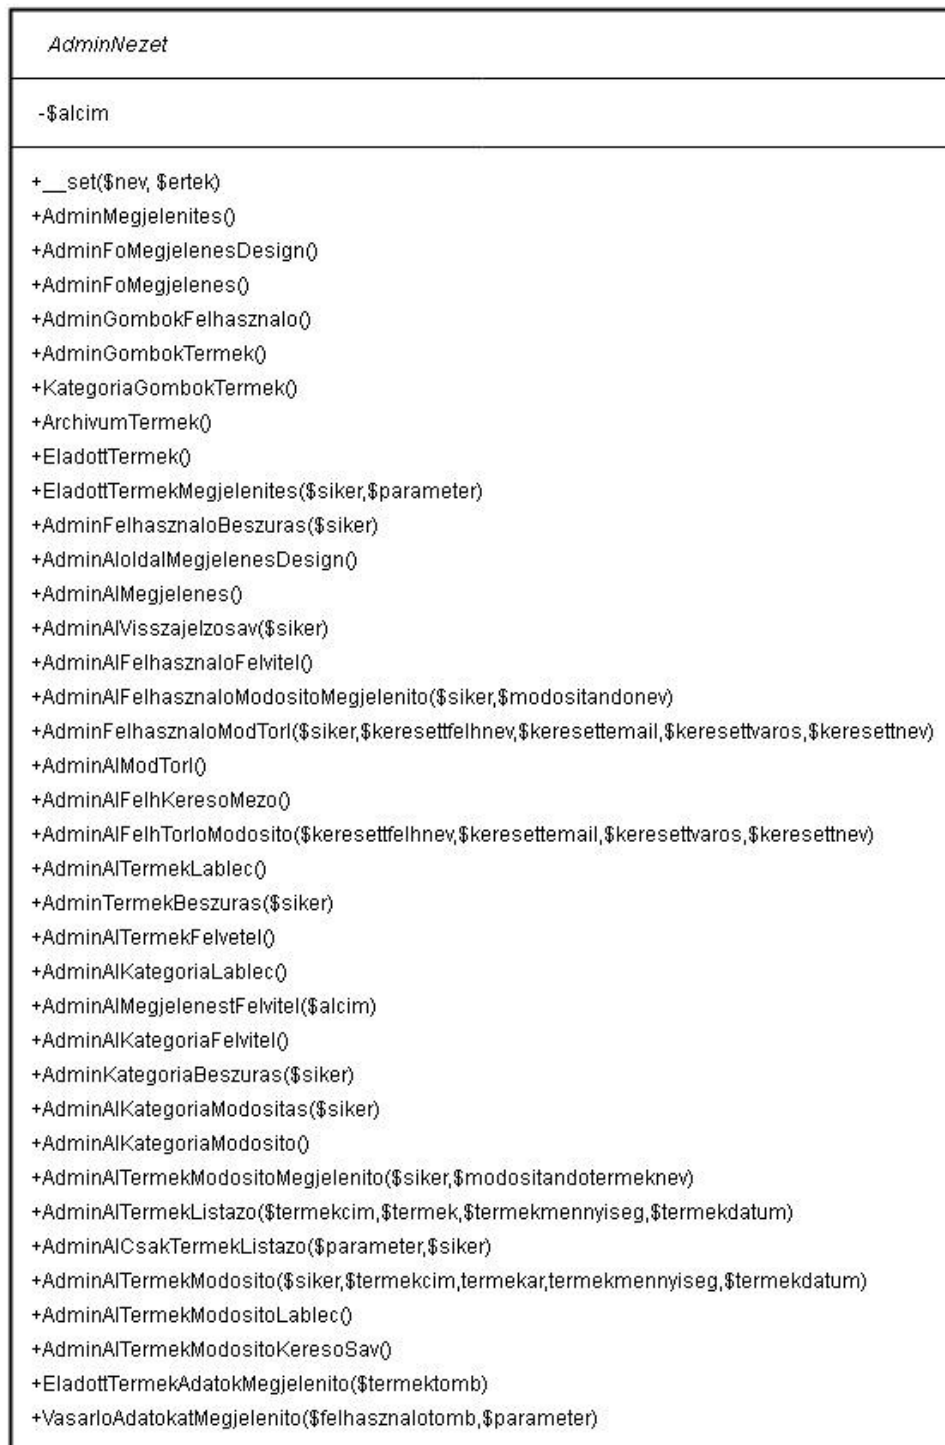 AdminNezet
-$alcim
+__set($nev, $ertek)
+AdminMegjelenites()
+AdminFoMegjelenesDesign()
+AdminFoMegjelenes()
+AdminGombokFelhasznalo()
+AdminGombokTermek()
+KategoriaGombokTermek()
+ArchivumTermek()
+EladottTermek()
+EladottTermekMegjelenites($siker,$parameter)
+AdminFelhasznaloBeszuras($siker)
+AdminAloldalMegjelenesDesign()
+AdminAlMegjelenes()
+AdminAlVisszajelzosav($siker)
+AdminAlFelhasznaloFelvitel()
+AdminAlFelhasznaloModositoMegjelenito($siker,$modositandonev)
+AdminFelhasznaloModTorl($siker,$keresettfelhnev,$keresettemail,$keresettvaros,$keresettnev)
+AdminAlModTorl()
+AdminAlFelhKeresoMezo()
+AdminAlFelhTorloModosito($keresettfelhnev,$keresettemail,$keresettvaros,$keresettnev)
+AdminAlTermekLablec()
+AdminTermekBeszuras($siker)
+AdminAlTermekFelvetel()
+AdminAlKategoriaLablec()
+AdminAlMegjelenestFelvitel($alcim)
+AdminAlKategoriaFelvitel()
+AdminKategoriaBeszuras($siker)
+AdminAlKategoriaModositas($siker)
+AdminAlKategoriaModosito()
+AdminAlTermekModositoMegjelenito($siker,$modositandotermeknev)
+AdminAlTermekListazo($termekcim,$termek,$termekmennyiseg,$termekdatum)
+AdminAlCsakTermekListazo($parameter,$siker)
+AdminAlTermekModosito($siker,$termekcim,termekar,termekmennyiseg,$termekdatum)
+AdminAlTermekModositoLablec()
+AdminAlTermekModositoKeresoSav()
+EladottTermekAdatokMegjelenito($termektomb)
+VasarloAdatokatMegjelenito($felhasznalotomb,$parameter)